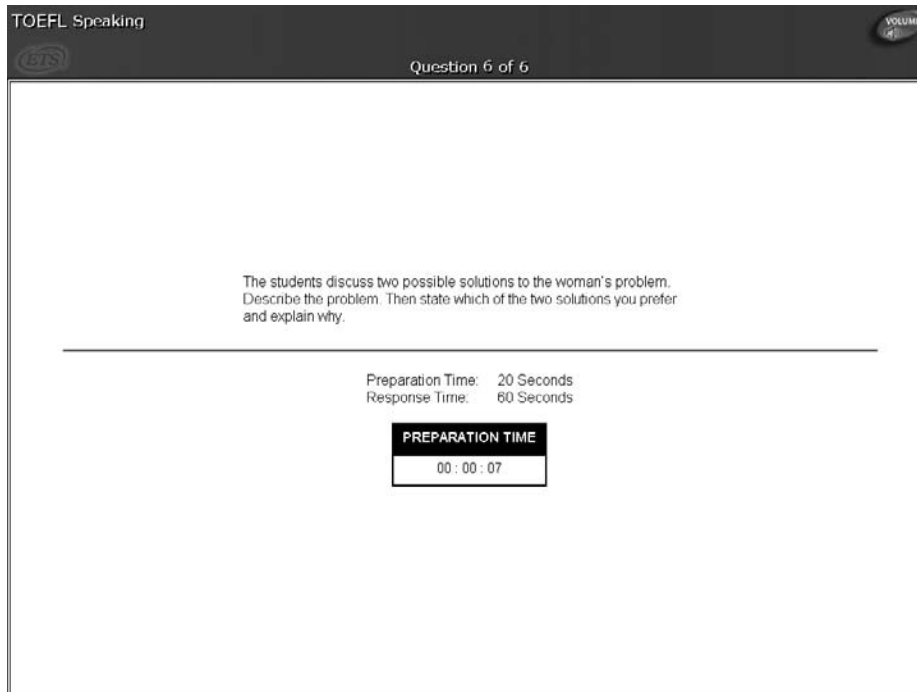 TOEFL Speaking
VOLUME
ETS
Question 6 of 6
The students discuss two possible solutions to the woman's problem.
Describe the problem. Then state which of the two solutions you prefer
and explain why.
Preparation Time: 20 Seconds
Response Time: 60 Seconds
PREPARATION TIME
00 : 00 : 07